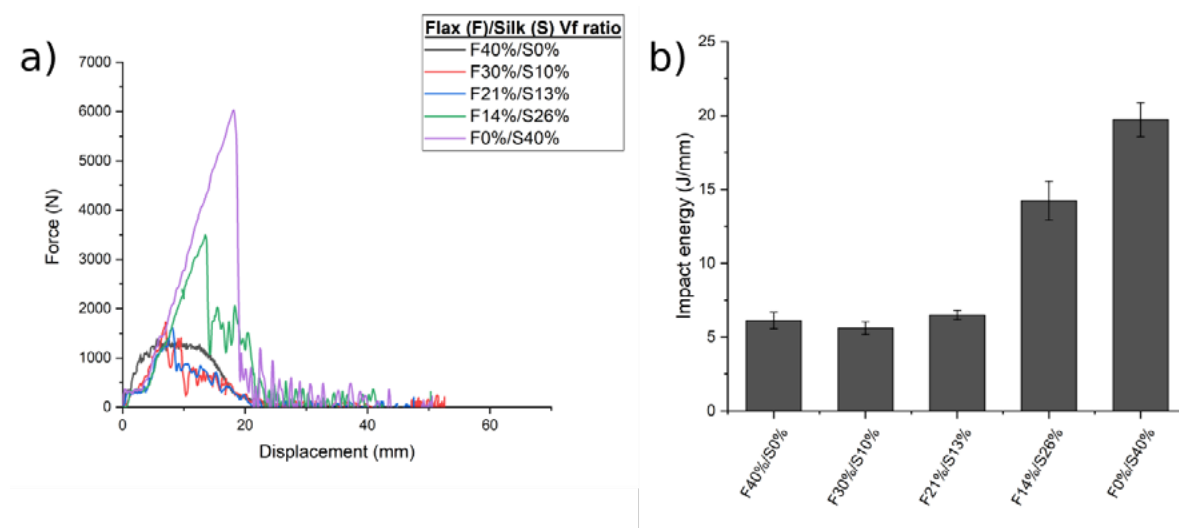 a)
Flax (F)/Silk (S) Vf ratio
F40%/S0%
F30%/S10%
F21%/S13%
F14%/S26%
F0%/S40%
7000
6000
5000
4000
3000
2000
1000
0
Force (N)
0 20 40 60
Displacement (mm)
b)
25
20
15
10
5
0
Impact energy (J/mm)
F40%/S0%
F30%/S10%
F21%/S13%
F14%/S26%
F0%/S40%